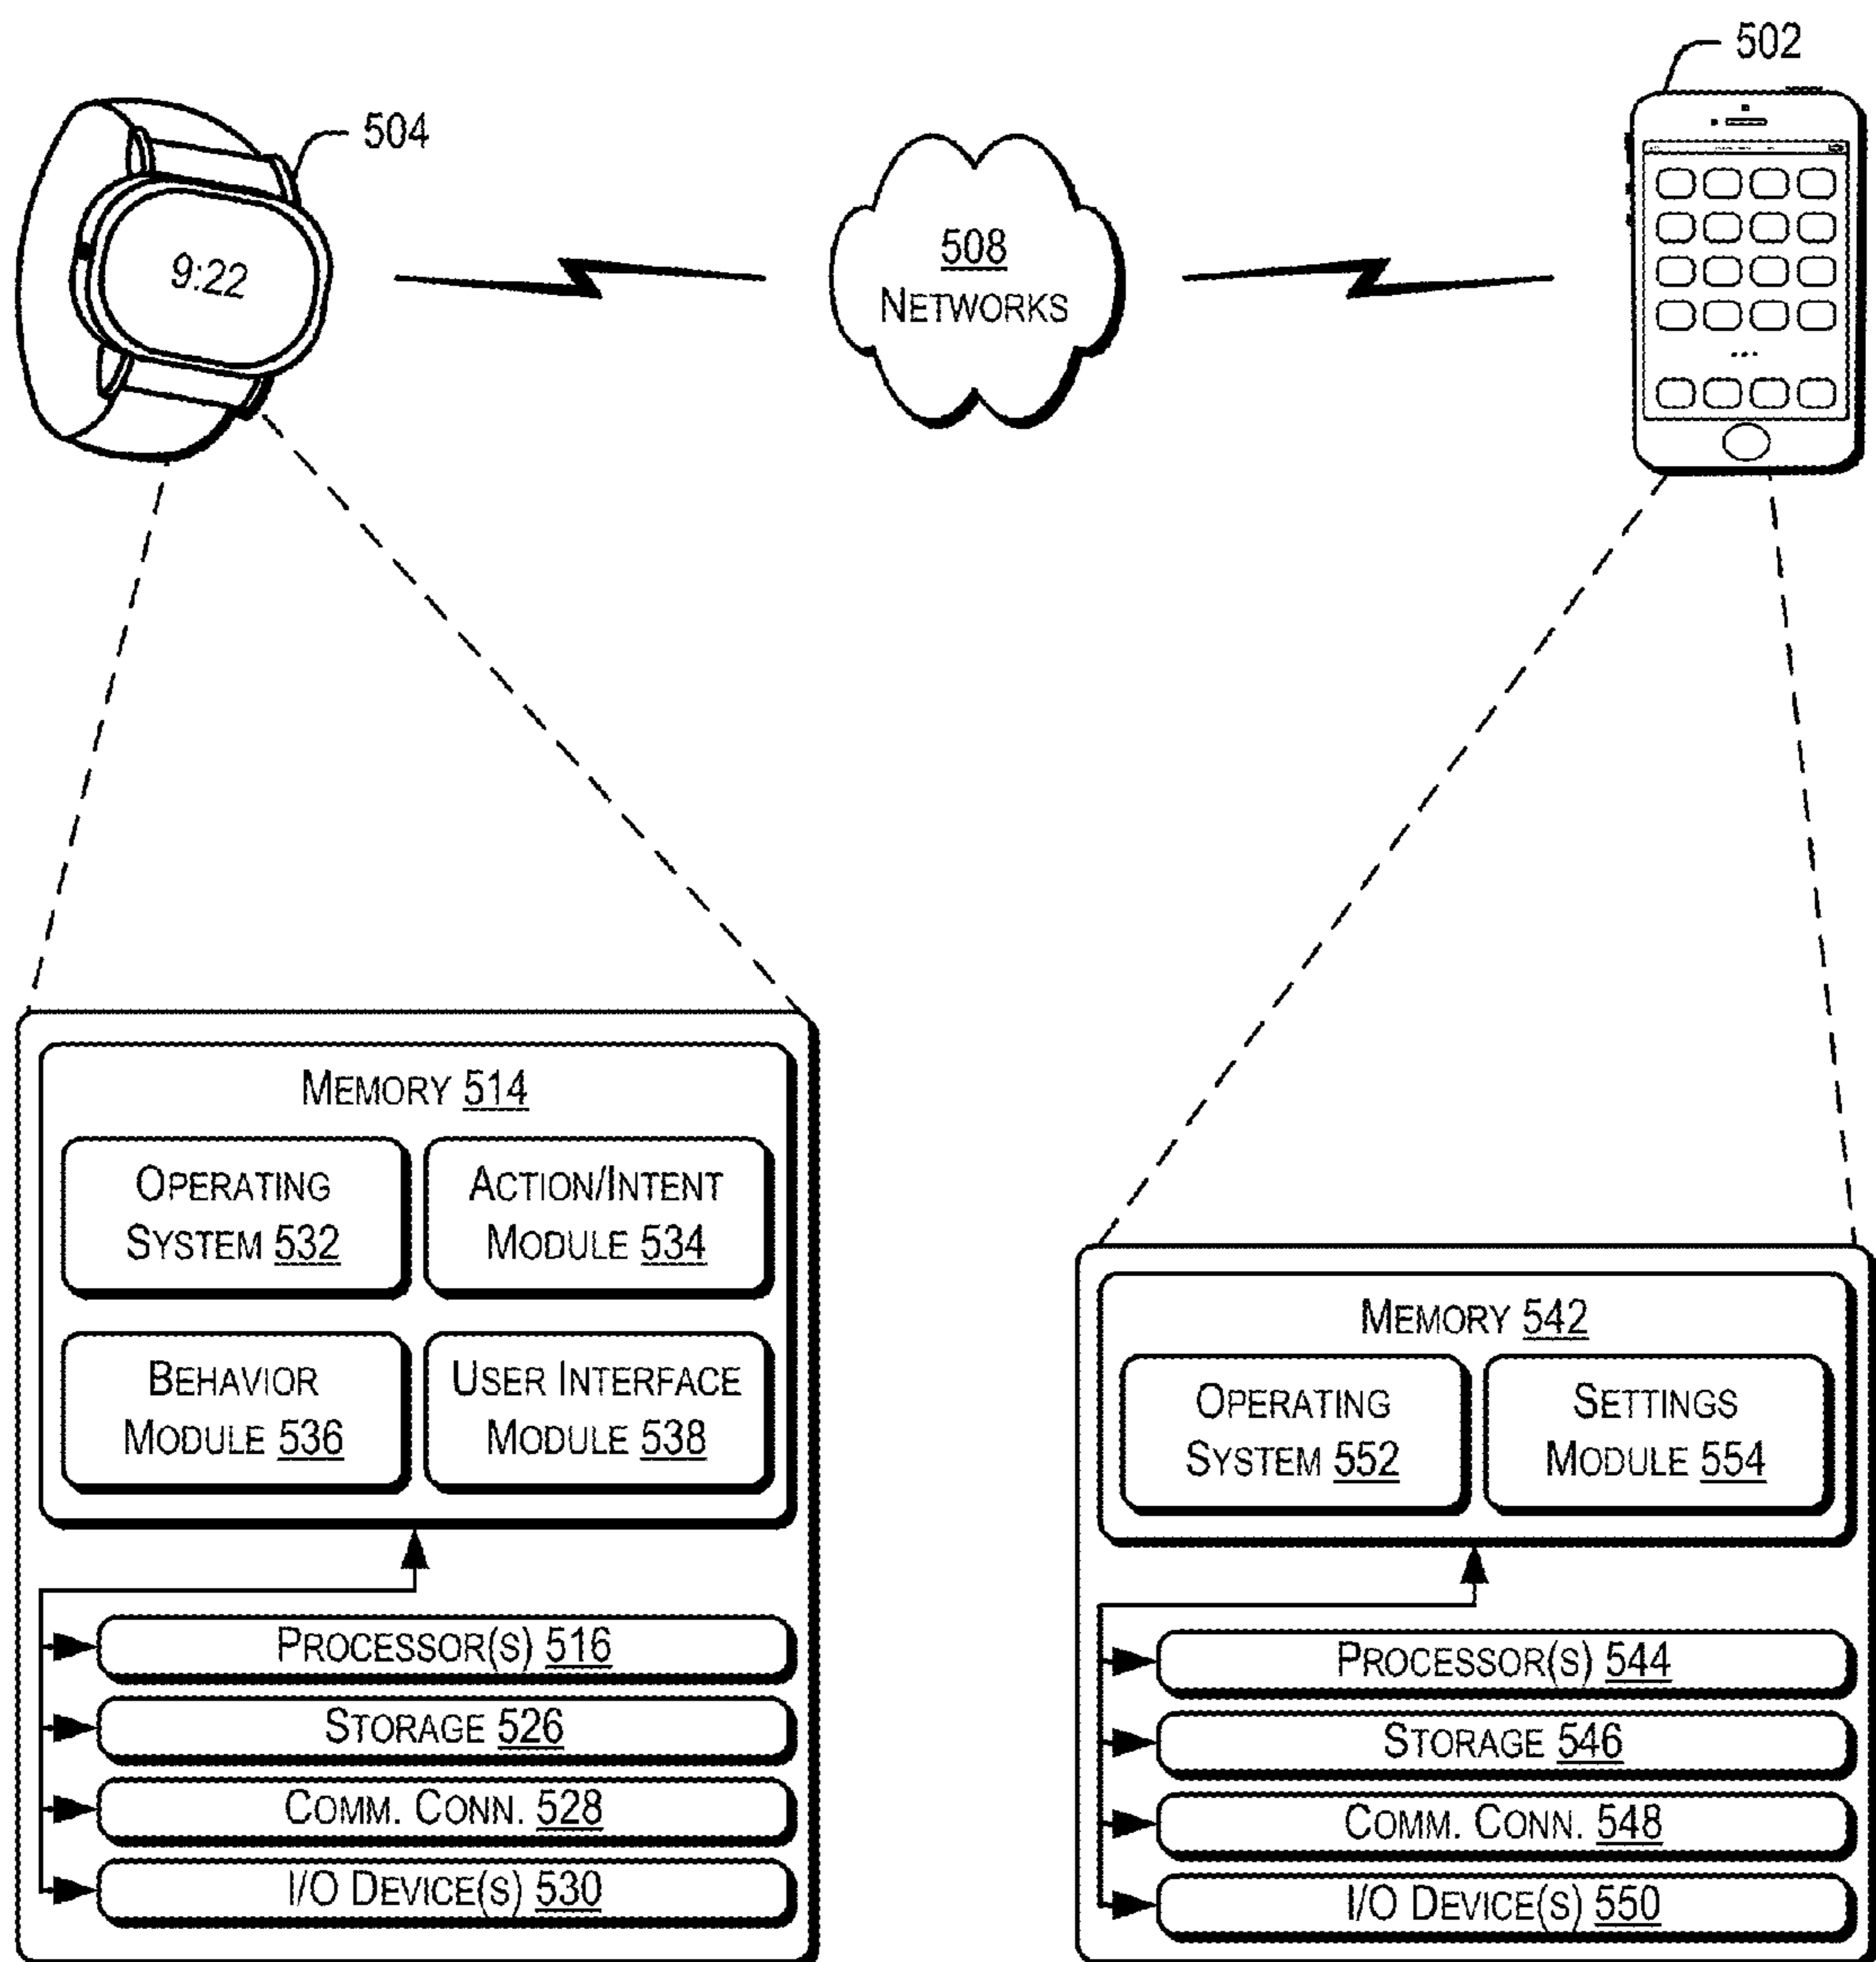 502
504
9:22
508
NETWORKS
MEMORY 514
OPERATING
SYSTEM 532
ACTION/INTENT
MODULE 534
BEHAVIOR
MODULE 536
USER INTERFACE
MODULE 538
PROCESSOR(S) 516
STORAGE 526
COMM. CONN. 528
I/O DEVICE(S) 530
MEMORY 542
OPERATING
SYSTEM 552
SETTINGS
MODULE 554
PROCESSOR(S) 544
STORAGE 546
COMM. CONN. 548
I/O DEVICE(S) 550